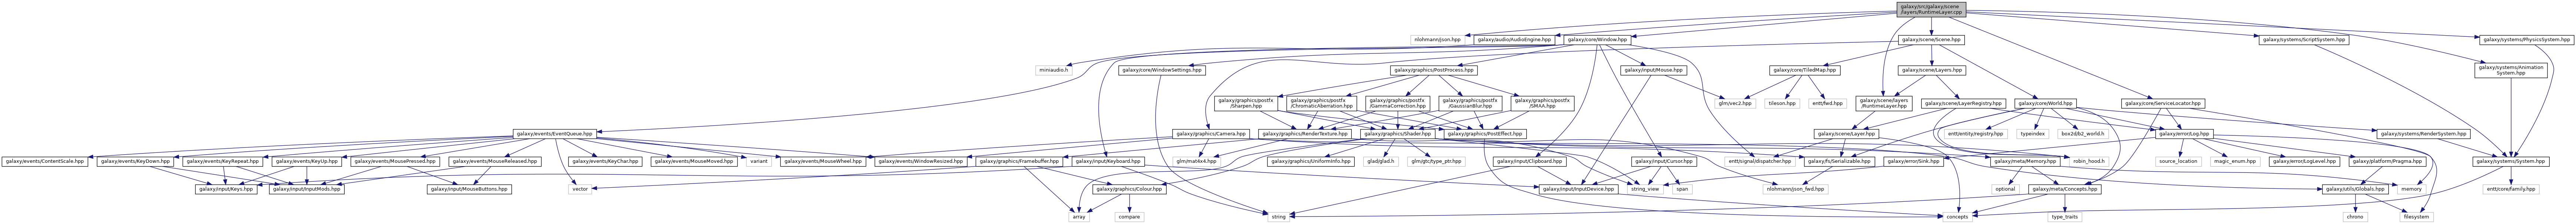 galaxy/src/galaxy/scene
/layers/RuntimeLayer.cpp
nlohmann/json.hpp
galaxy/audio/AudioEngine.hpp
galaxy/core/Window.hpp
galaxy/scene/Scene.hpp
galaxy/systems/ScriptSystem.hpp
galaxy/systems/PhysicsSystem.hpp
miniaudio.h
galaxy/core/WindowSettings.hpp
galaxy/graphics/PostProcess.hpp
galaxy/input/Mouse.hpp
galaxy/core/TiledMap.hpp
galaxy/scene/Layers.hpp
galaxy/systems/Animation
System.hpp
galaxy/graphics/postfx
/Sharpen.hpp
galaxy/graphics/postfx
/ChromaticAberration.hpp
galaxy/graphics/postfx
/GammaCorrection.hpp
galaxy/graphics/postfx
/GaussianBlur.hpp
galaxy/graphics/postfx
/SMAA.hpp
glm/vec2.hpp
tileson.hpp
entt/fwd.hpp
galaxy/scene/layers
/RuntimeLayer.hpp
galaxy/scene/LayerRegistry.hpp
galaxy/core/World.hpp
galaxy/core/ServiceLocator.hpp
galaxy/events/EventQueue.hpp
galaxy/graphics/Camera.hpp
galaxy/graphics/RenderTexture.hpp
galaxy/graphics/Shader.hpp
galaxy/graphics/PostEffect.hpp
galaxy/scene/Layer.hpp
entt/entity/registry.hpp
typeindex
box2d/b2_world.h
galaxy/error/Log.hpp
galaxy/systems/RenderSystem.hpp
galaxy/events/ContentScale.hpp
galaxy/events/KeyDown.hpp
galaxy/events/KeyRepeat.hpp
galaxy/events/KeyUp.hpp
galaxy/events/MousePressed.hpp
galaxy/events/MouseReleased.hpp
galaxy/events/KeyChar.hpp
galaxy/events/MouseMoved.hpp
variant
galaxy/events/MouseWheel.hpp
galaxy/events/WindowResized.hpp
galaxy/graphics/Framebuffer.hpp
galaxy/input/Keyboard.hpp
glm/mat4x4.hpp
galaxy/graphics/UniformInfo.hpp
glad/glad.h
glm/gtc/type_ptr.hpp
galaxy/input/Clipboard.hpp
galaxy/input/Cursor.hpp
entt/signal/dispatcher.hpp
galaxy/fs/Serializable.hpp
galaxy/error/Sink.hpp
galaxy/meta/Memory.hpp
robin_hood.h
source_location
magic_enum.hpp
galaxy/error/LogLevel.hpp
galaxy/platform/Pragma.hpp
galaxy/systems/System.hpp
galaxy/input/Keys.hpp
galaxy/input/InputMods.hpp
galaxy/input/MouseButtons.hpp
vector
galaxy/graphics/Colour.hpp
galaxy/input/InputDevice.hpp
string_view
span
nlohmann/json_fwd.hpp
optional
galaxy/meta/Concepts.hpp
galaxy/utils/Globals.hpp
memory
entt/core/family.hpp
array
compare
string
concepts
type_traits
chrono
filesystem